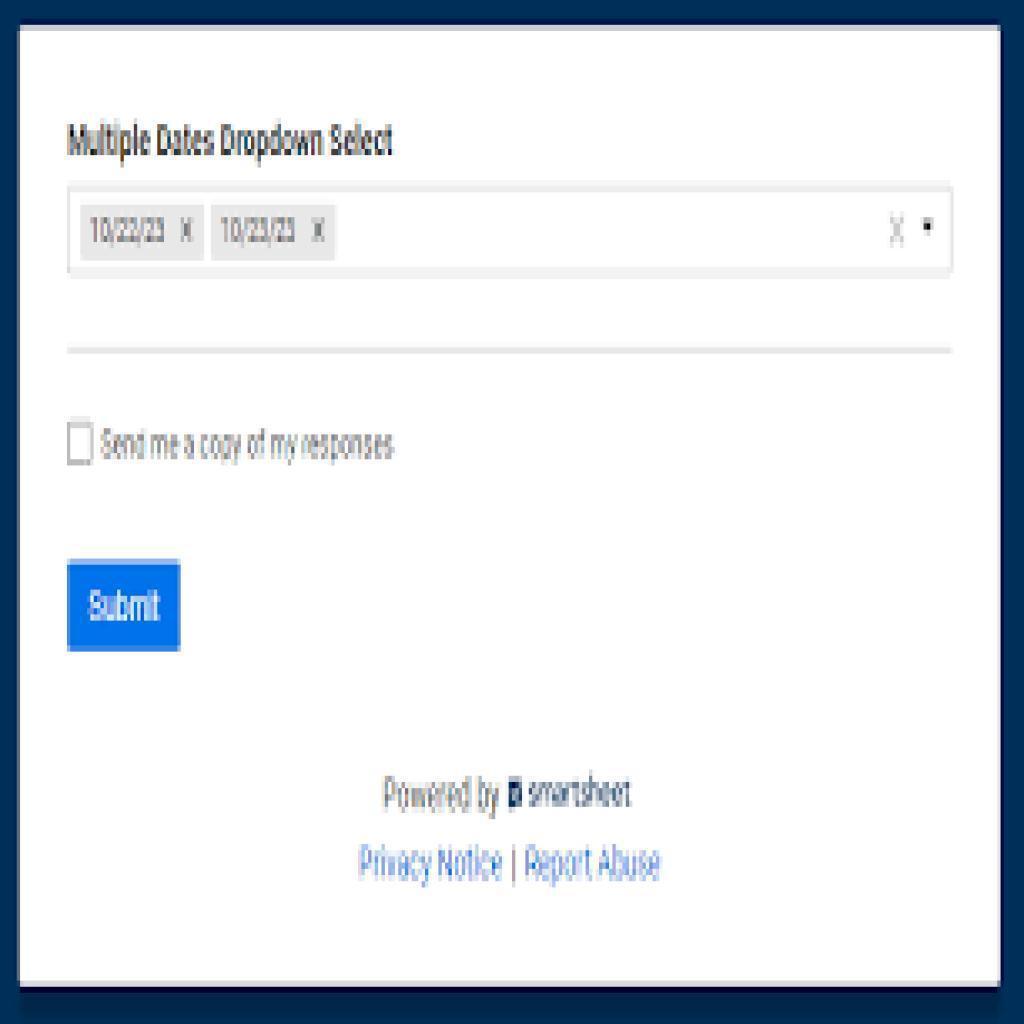 Multiple Dates Dropdown Select
10/22/23 X 10/23/23 X X
Send me a copy of my responses
Submit
Powered by smartsheet
Privacy Notice | Report Abuse